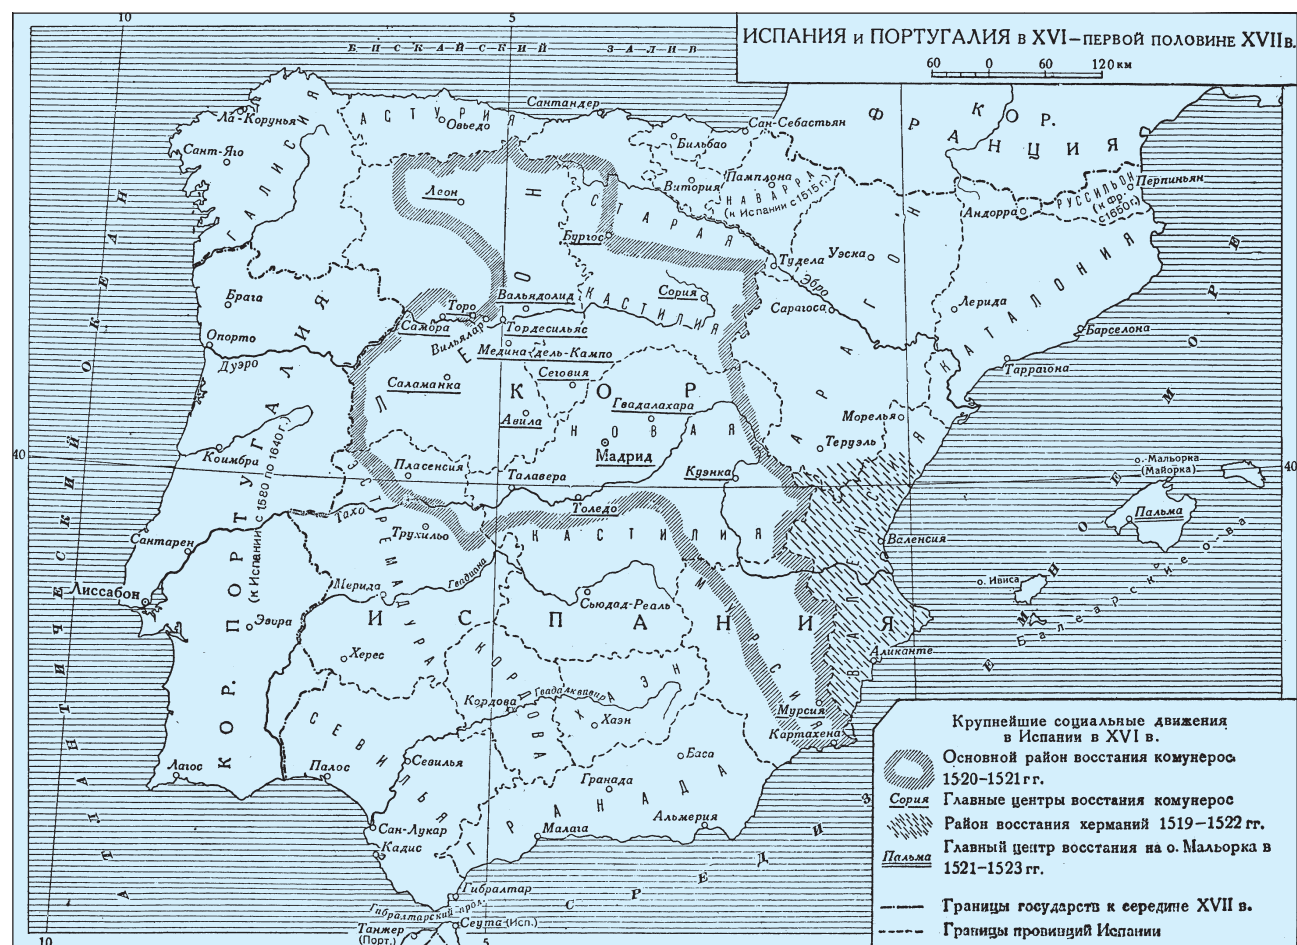 10
5
БИСКАЙСКИЙ ЗАЛИВ
ИСПАНИЯ и ПОРТУГАЛИЯ в XVI–ПЕРВОЙ ПОЛОВИНЕ XVII в.
60 0 60 120 км
КОР.
ФРАНЦИЯ
Сантандер
Сан-Себастьян
Ла-Корунья
АСТУРИЯ
Овьедо
Бильбао
Сант-Яго
ГАЛИСИЯ
Витория
Памплона
НАВАРРА
(к Испании с 1515 г.)
Андорра
РУССИЛЬОН
(к Фр. с 1650 г.)
Перпиньян
Леон
ЛЕОН
СТАРАЯ
Бургос
Тудела
Уэска
Эбро
КАТАЛОНИЯ
Брага
Вальядолид
КАСТИЛИЯ
Сория
Сарагоса
Лерида
Торо
Самора
Вильялар
Тордесильяс
Барселона
Опорто
Дуэро
Медина-дель-Кампо
Таррагона
Саламанка
Сеговия
КОР.
АРАГОН
Авила
Гвадалахара
Морелья
НОВАЯ
Мадрид
Теруэль
Коимбра
40
Пласенсия
Талавера
Куэнка
Мальорка
(Майорка)
40
Тахо
Толедо
Пальма
Сантарен
Трухильо
КАСТИЛИЯ
Валенсия
ВАЛЕНСИЯ
Лиссабон
КОР. ПОРТУГАЛИЯ
(к Испании с 1580 по 1640 г.)
Мерида
Гвадиана
ЭСТРЕМАДУРА
Сьюдад-Реаль
Ивиса
Балеарские о-ва
Эвира
ИСПАНИЯ
МУРСИЯ
Аликанте
Херес
КОРДОВА
ХАЭН
Кордова
Гвадалквивир
Хаэн
Мурсия
Картахена
СЕВИЛЬЯ
Баса
Лагос
Палос
Севилья
Гранада
ГРАНАДА
Сан-Лукар
Малага
Альмерия
Кадис
Гибралтар
Гибралтарский прол.
Сеута (Исп.)
Танжер
(Порт.)
АТЛАНТИЧЕСКИЙ ОКЕАН
СРЕДИЗЕМНОЕ МОРЕ
10
5
Крупнейшие социальные движения
в Испании в XVI в.
Основной район восстания комунерос
1520–1521 гг.
Сория Главные центры восстания комунерос
Район восстания херманий 1519–1522 гг.
Пальма Главный центр восстания на о. Мальорка в
1521–1523 гг.
Границы государств к середине XVII в.
Границы провинций Испании